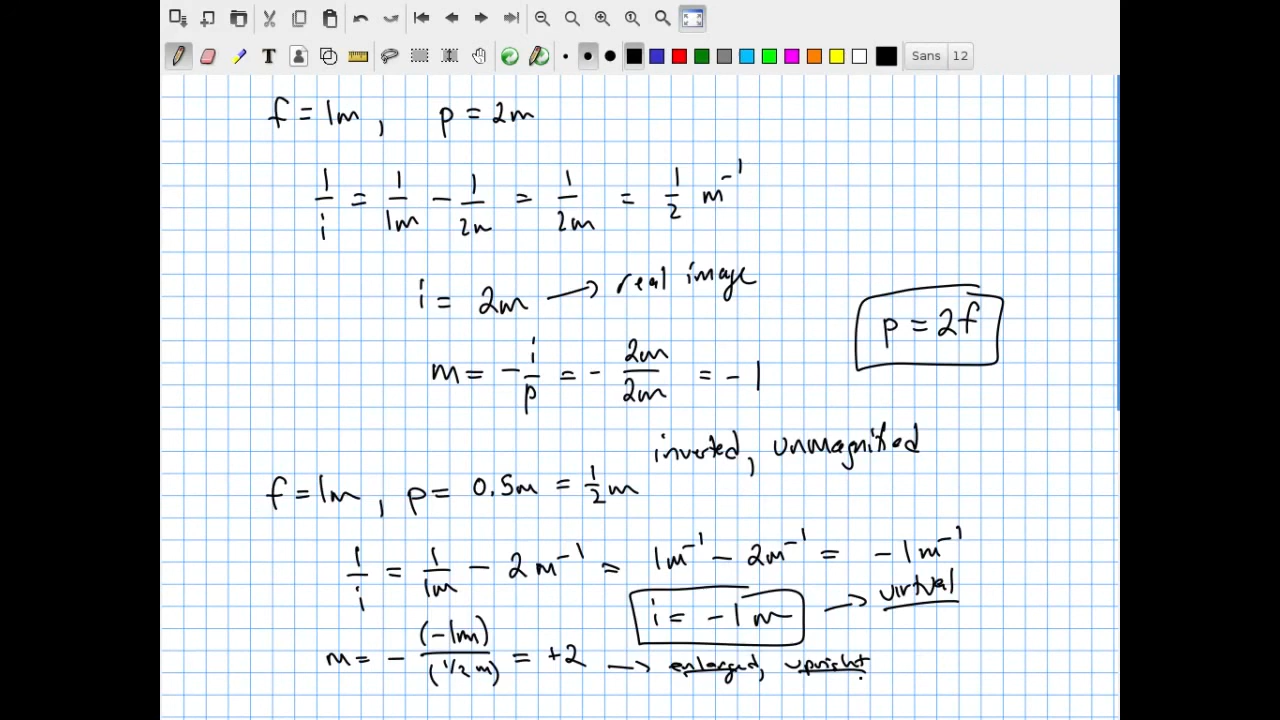 Sans 12
f = 1m, p = 2m
1/i = 1/1m - 1/2m = 1/2m = 1/2 m⁻¹
i = 2m → real image
p = 2f
m = - i/p = - 2m/2m = - 1
inverted, unmagnified
f = 1m, p = 0.5m = 1/2 m
1/i = 1/1m - 2m⁻¹ = 1m⁻¹ - 2m⁻¹ = -1m⁻¹
i = -1m → virtual
m = - (-1m)/(1/2 m) = +2 → enlarged, upright.